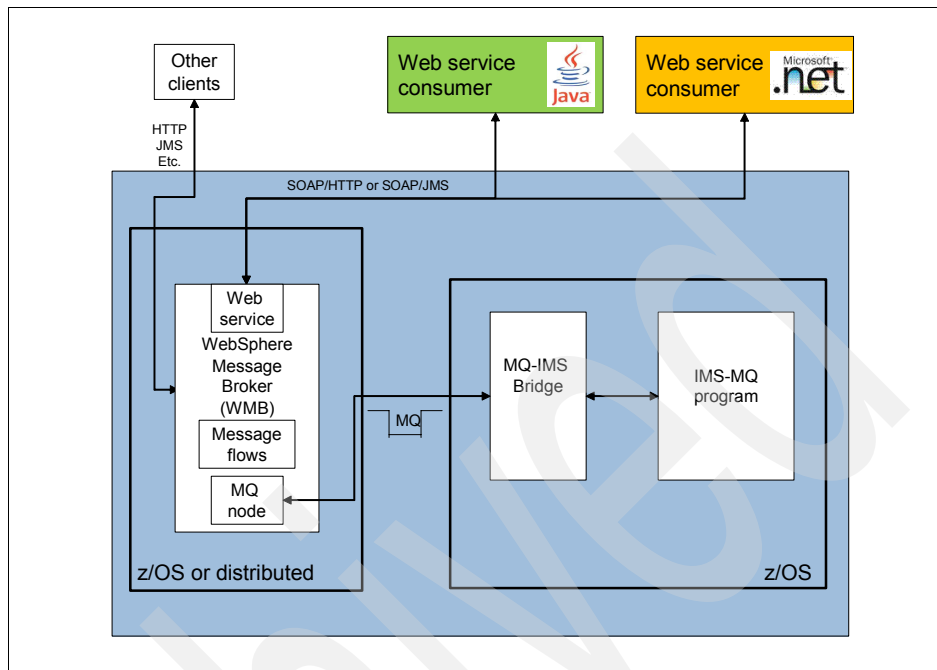 Other
clients
Web service
consumer
Java
Web service
consumer
Microsoft
.net
HTTP
JMS
Etc.
SOAP/HTTP or SOAP/JMS
Web
service
WebSphere
Message
Broker
(WMB)
Message
flows
MQ
node
MQ
MQ-IMS
Bridge
IMS-MQ
program
z/OS or distributed
z/OS